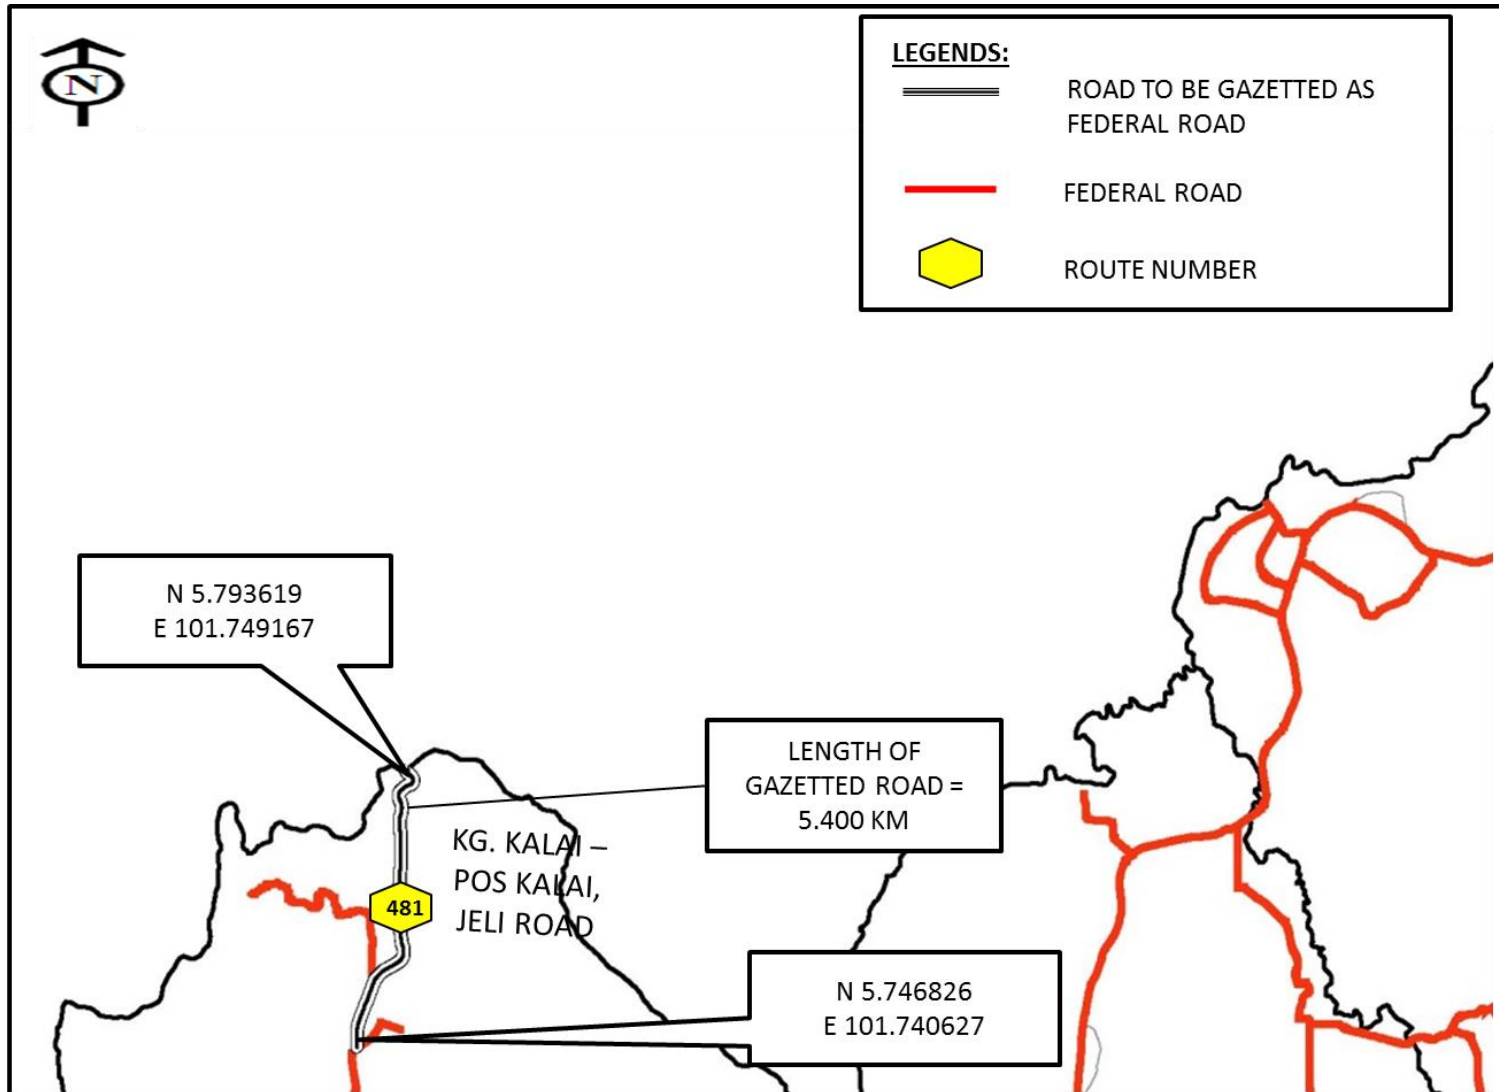 N
LEGENDS:
ROAD TO BE GAZETTED AS
FEDERAL ROAD
FEDERAL ROAD
ROUTE NUMBER
N 5.793619
E 101.749167
LENGTH OF
GAZETTED ROAD =
5.400 KM
KG. KALAI –
POS KALAI,
JELI ROAD
481
N 5.746826
E 101.740627